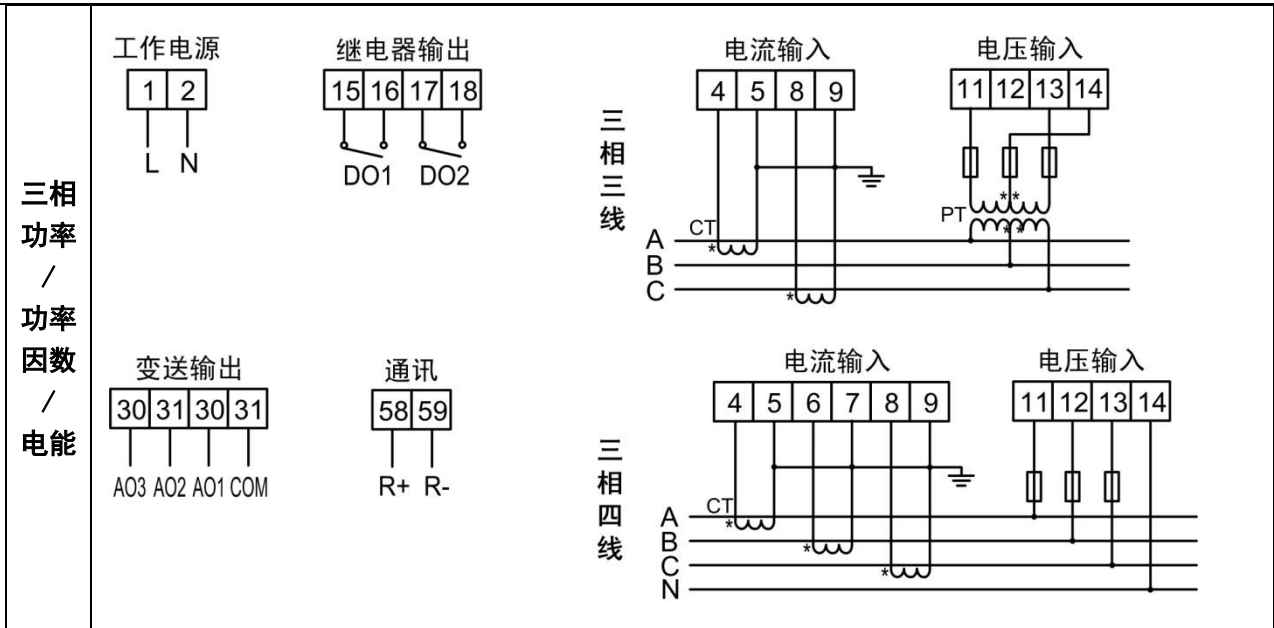 三相
功率
/
功率
因数
/
电能
工作电源
1 2
L N
继电器输出
15 16 17 18
DO1 DO2
三相三线
电流输入
4 5 8 9
电压输入
11 12 13 14
CT
*
*
PT
* *
* *
A
B
C
变送输出
30 31 30 31
AO3 AO2 AO1 COM
通讯
58 59
R+ R-
三相四线
电流输入
4 5 6 7 8 9
电压输入
11 12 13 14
CT
*
*
*
A
B
C
N